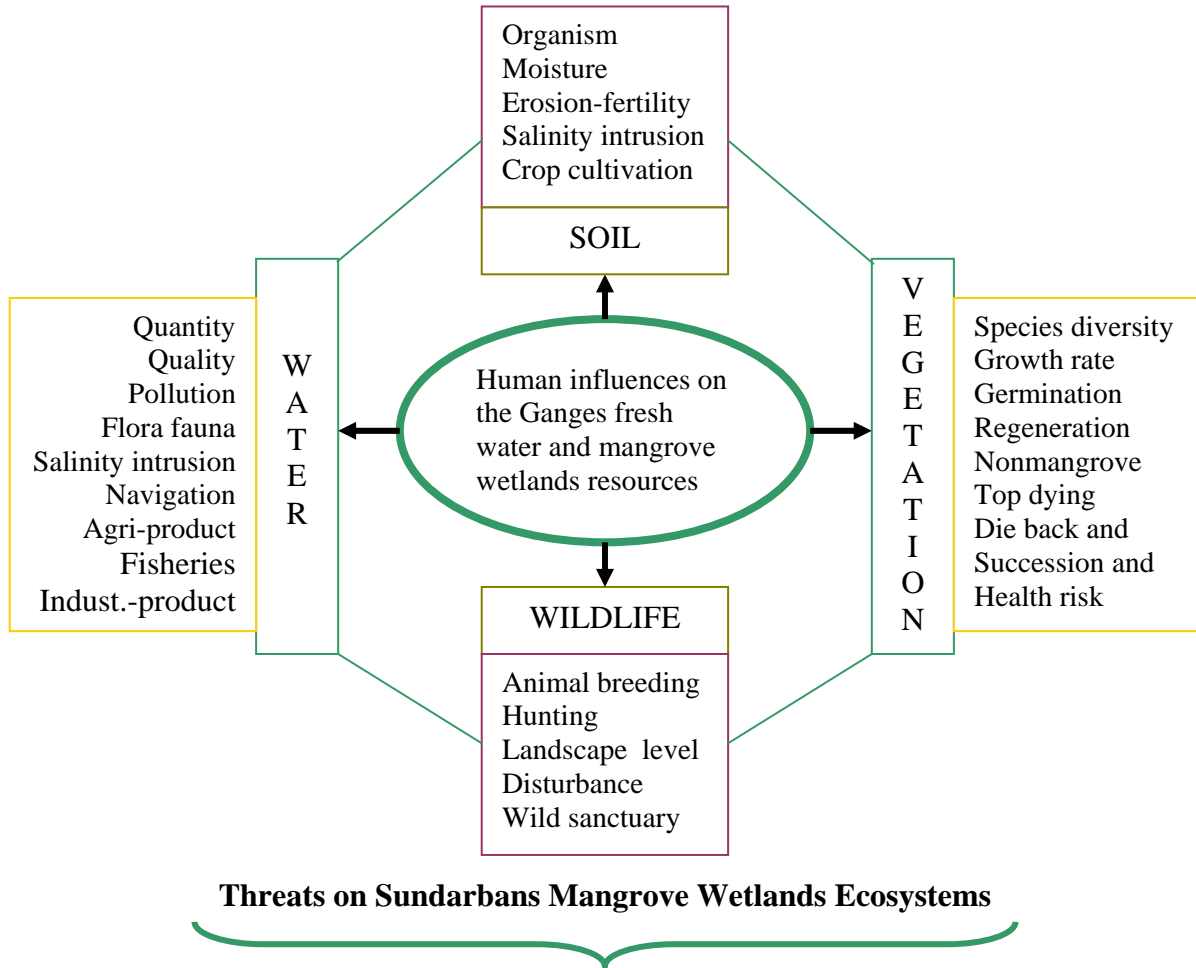 Organism
Moisture
Erosion-fertility
Salinity intrusion
Crop cultivation
SOIL
Quantity
Quality
Pollution
Flora fauna
Salinity intrusion
Navigation
Agri-product
Fisheries
Indust.-product
W
A
T
E
R
Human influences on
the Ganges fresh
water and mangrove
wetlands resources
V
E
G
E
T
A
T
I
O
N
Species diversity
Growth rate
Germination
Regeneration
Nonmangrove
Top dying
Die back and
Succession and
Health risk
WILDLIFE
Animal breeding
Hunting
Landscape level
Disturbance
Wild sanctuary
Threats on Sundarbans Mangrove Wetlands Ecosystems